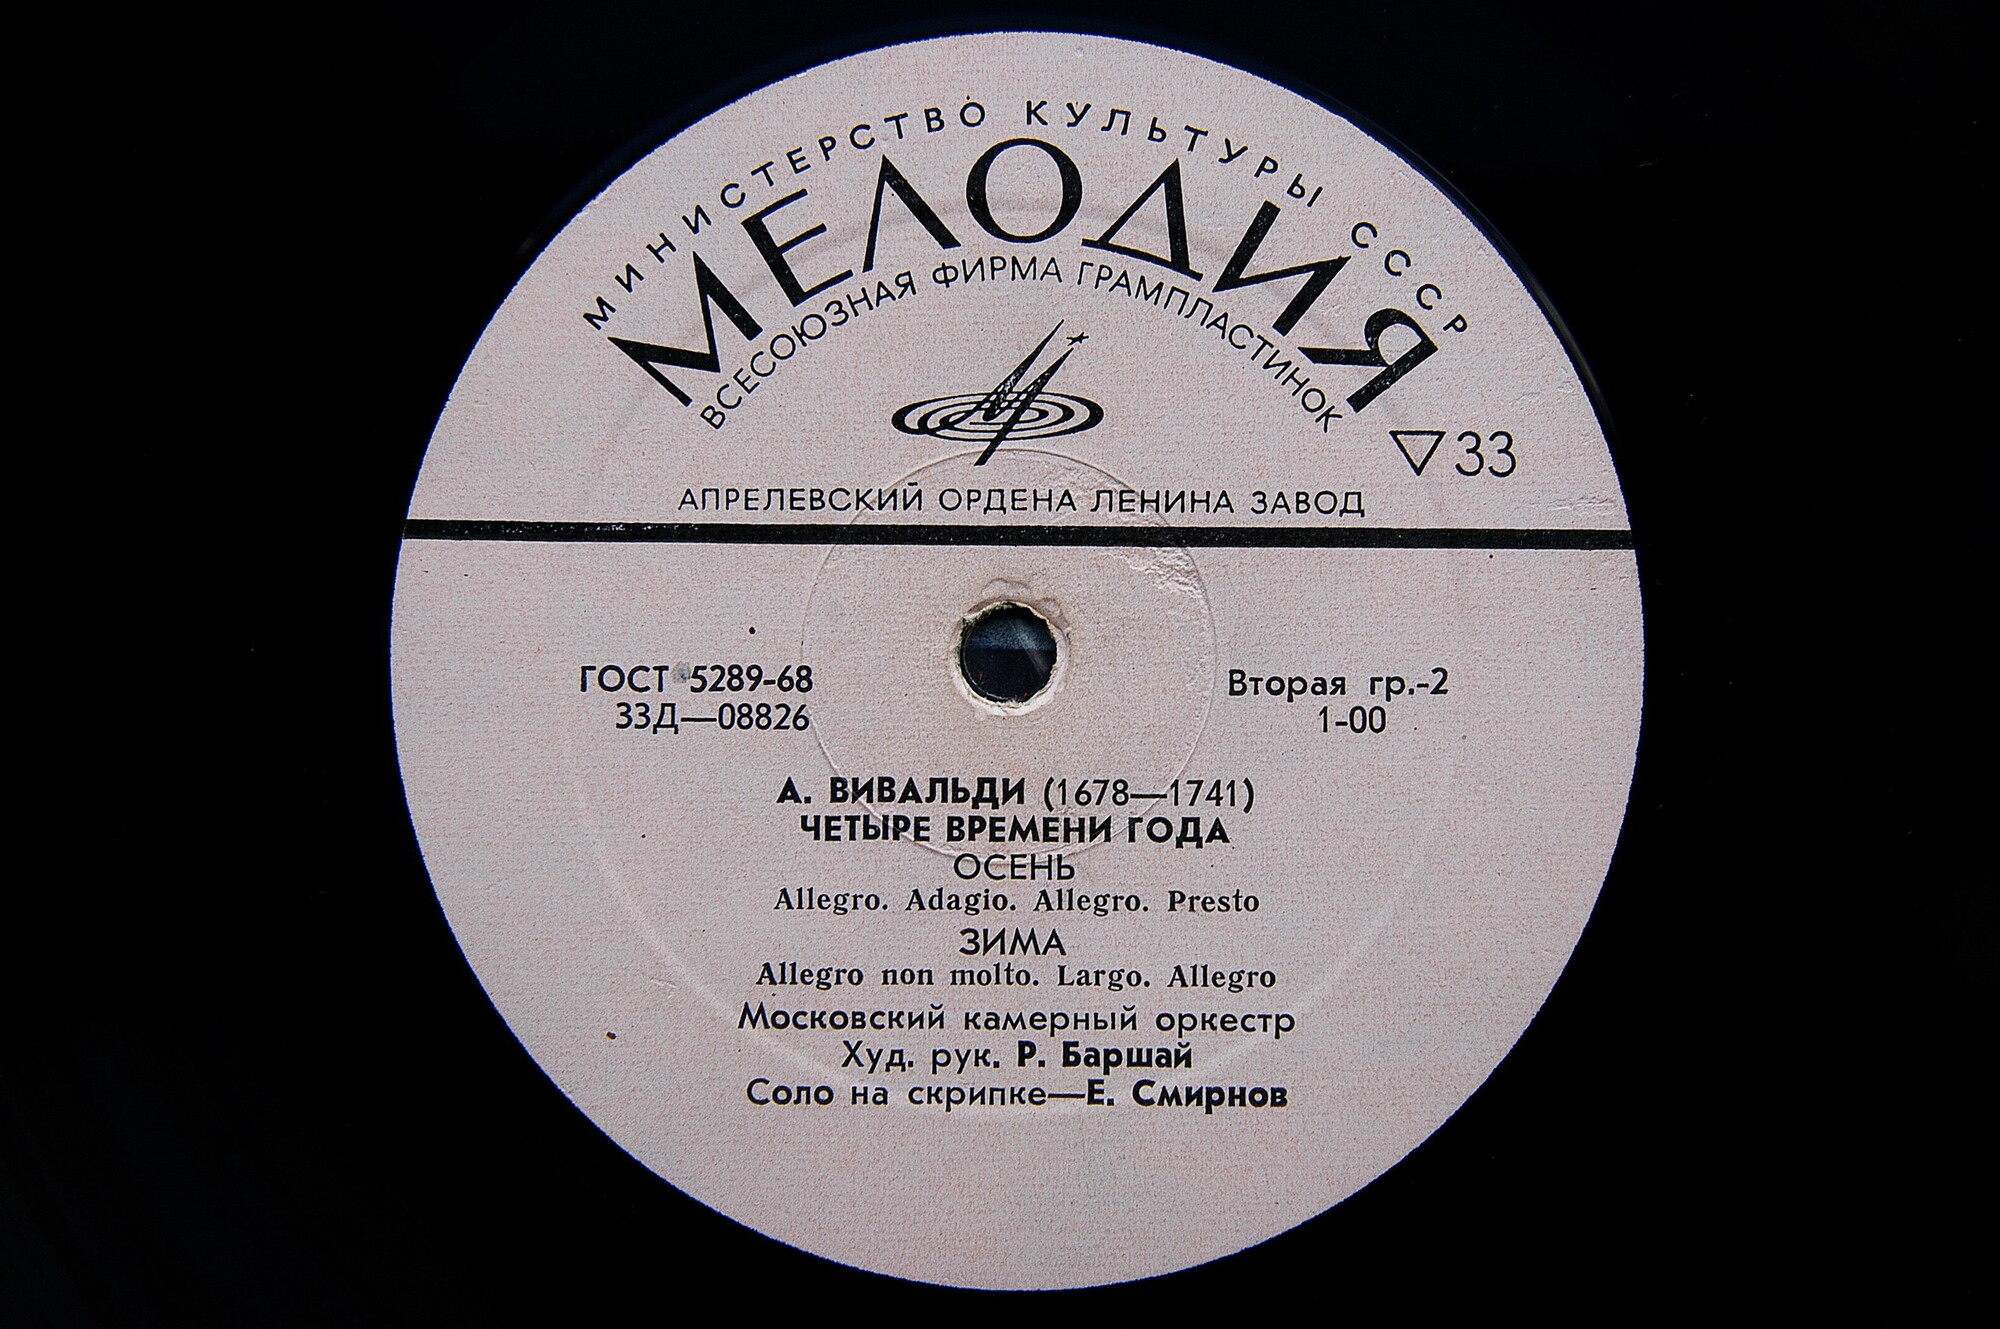 МИНИСТЕРСТВО КУЛЬТУРЫ СССР
МЕЛОДИЯ
ВСЕСОЮЗНАЯ ФИРМА ГРАМПЛАСТИНОК
33
АПРЕЛЕВСКИЙ ОРДЕНА ЛЕНИНА ЗАВОД
ГОСТ 5289-68
33Д—08826
Вторая гр.-2
1-00
А. ВИВАЛЬДИ (1678—1741)
ЧЕТЫРЕ ВРЕМЕНИ ГОДА
ОСЕНЬ
Allegro. Adagio. Allegro. Presto
ЗИМА
Allegro non molto. Largo. Allegro
Московский камерный оркестр
Худ. рук. Р. Баршай
Соло на скрипке—Е. Смирнов